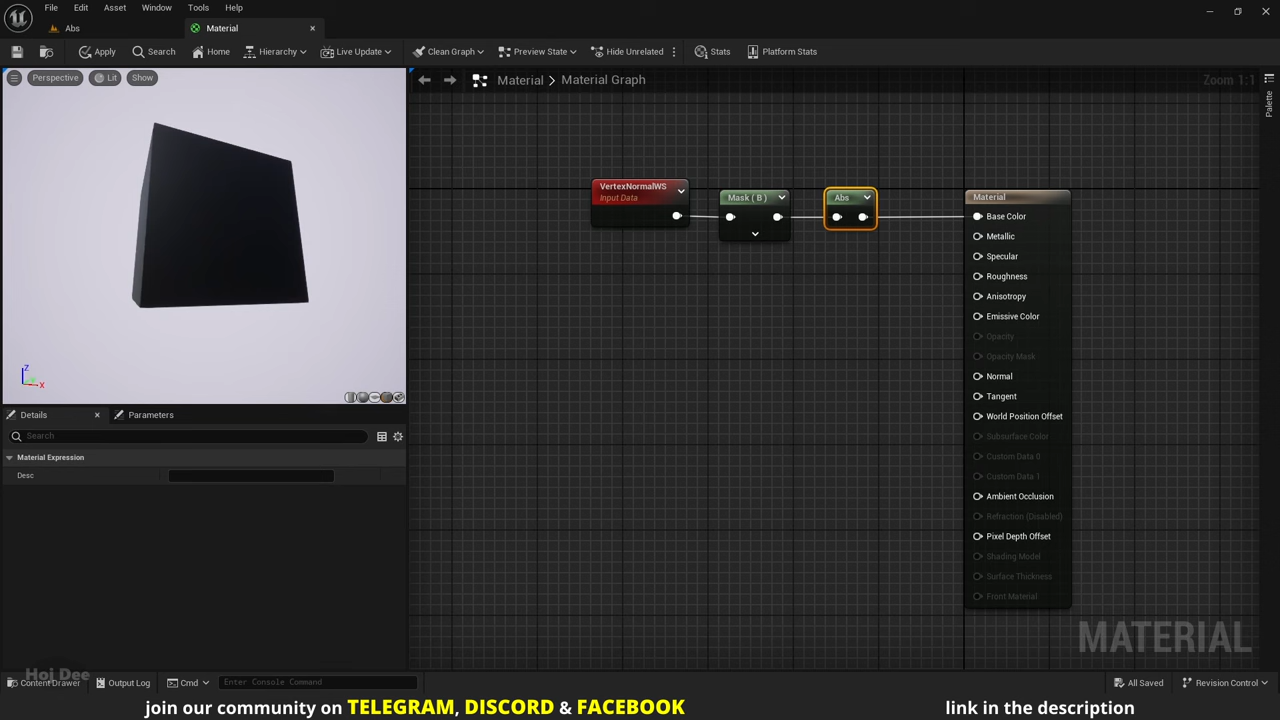 File Edit Asset Window Tools Help
Abs
Material
Apply
Search
Home
Hierarchy
Live Update
Clean Graph
Preview State
Hide Unrelated
Stats
Platform Stats
Perspective
Lit
Show
Material > Material Graph
Zoom 1:1
Palette
VertexNormalWS
Input Data
Mask ( B )
Abs
Material
Base Color
Metallic
Specular
Roughness
Anisotropy
Emissive Color
Opacity
Opacity Mask
Normal
Tangent
World Position Offset
Subsurface Color
Custom Data 0
Custom Data 1
Ambient Occlusion
Refraction (Disabled)
Pixel Depth Offset
Shading Model
Surface Thickness
Front Material
Z
X
Details
Parameters
Search
Material Expression
Desc
MATERIAL
Hoj Dee
Content Drawer
Output Log
Cmd
Enter Console Command
All Saved
Revision Control
join our community on TELEGRAM, DISCORD & FACEBOOK
link in the description